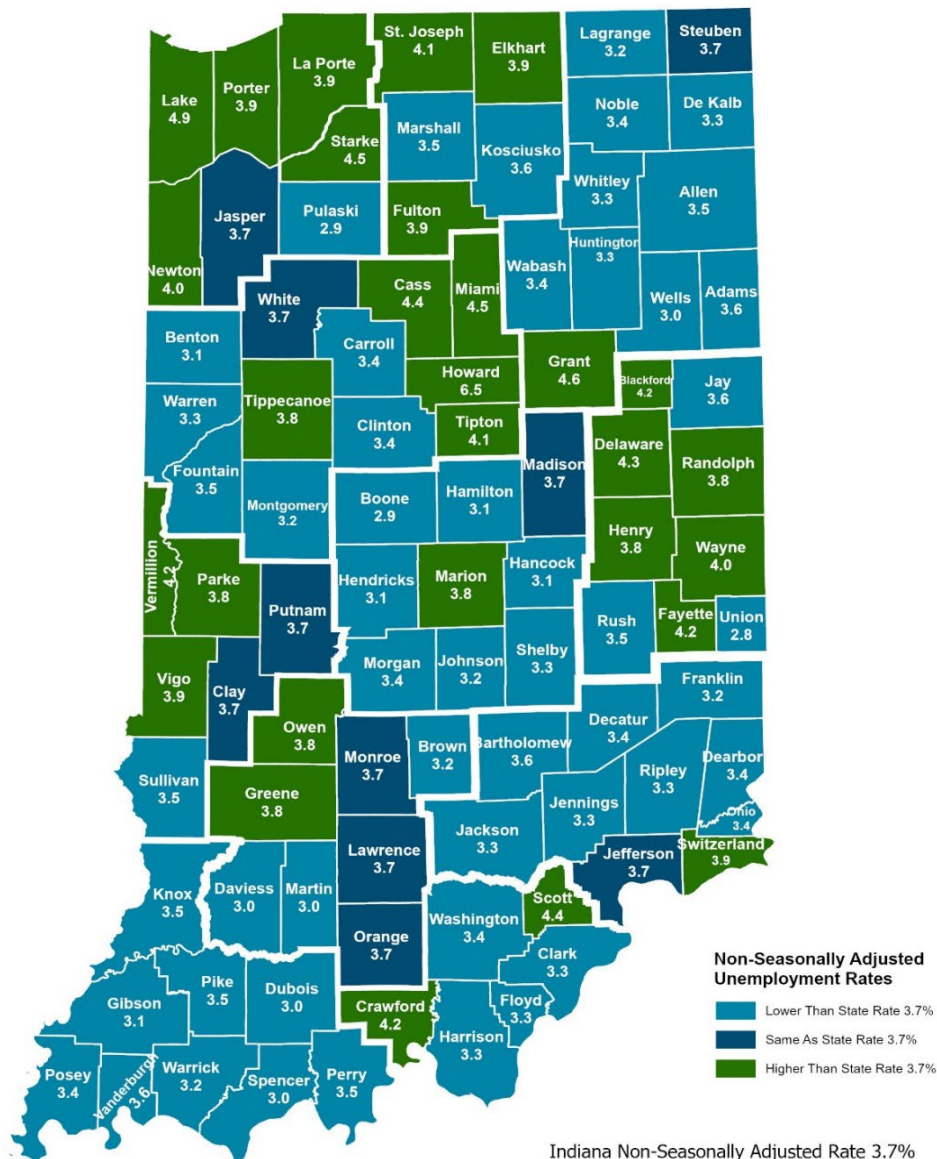 St. Joseph
4.1
Elkhart
3.9
Lagrange
3.2
Steuben
3.7
La Porte
3.9
Porter
3.9
Lake
4.9
Noble
3.4
De Kalb
3.3
Marshall
3.5
Starke
4.5
Kosciusko
3.6
Whitley
3.3
Allen
3.5
Jasper
3.7
Pulaski
2.9
Fulton
3.9
Newton
4.0
Wabash
3.4
Huntington
3.3
White
3.7
Cass
4.4
Miami
4.5
Wells
3.0
Adams
3.6
Benton
3.1
Carroll
3.4
Howard
6.5
Grant
4.6
Blackford
4.2
Jay
3.6
Warren
3.3
Tippecanoe
3.8
Clinton
3.4
Tipton
4.1
Delaware
4.3
Madison
3.7
Randolph
3.8
Fountain
3.5
Montgomery
3.2
Boone
2.9
Hamilton
3.1
Henry
3.8
Wayne
4.0
Vermillion
4.2
Parke
3.8
Hendricks
3.1
Marion
3.8
Hancock
3.1
Putnam
3.7
Rush
3.5
Fayette
4.2
Union
2.8
Morgan
3.4
Johnson
3.2
Shelby
3.3
Vigo
3.9
Clay
3.7
Franklin
3.2
Owen
3.8
Decatur
3.4
Monroe
3.7
Brown
3.2
Bartholomew
3.6
Dearbor
3.4
Sullivan
3.5
Greene
3.8
Ripley
3.3
Jennings
3.3
Ohio
3.4
Jackson
3.3
Switzerland
3.9
Lawrence
3.7
Jefferson
3.7
Knox
3.5
Daviess
3.0
Martin
3.0
Scott
4.4
Orange
3.7
Washington
3.4
Clark
3.3
Pike
3.5
Dubois
3.0
Gibson
3.1
Crawford
4.2
Floyd
3.3
Harrison
3.3
Posey
3.4
Vanderburgh
3.6
Warrick
3.2
Spencer
3.0
Perry
3.5
Non-Seasonally Adjusted
Unemployment Rates
Lower Than State Rate 3.7%
Same As State Rate 3.7%
Higher Than State Rate 3.7%
Indiana Non-Seasonally Adjusted Rate 3.7%